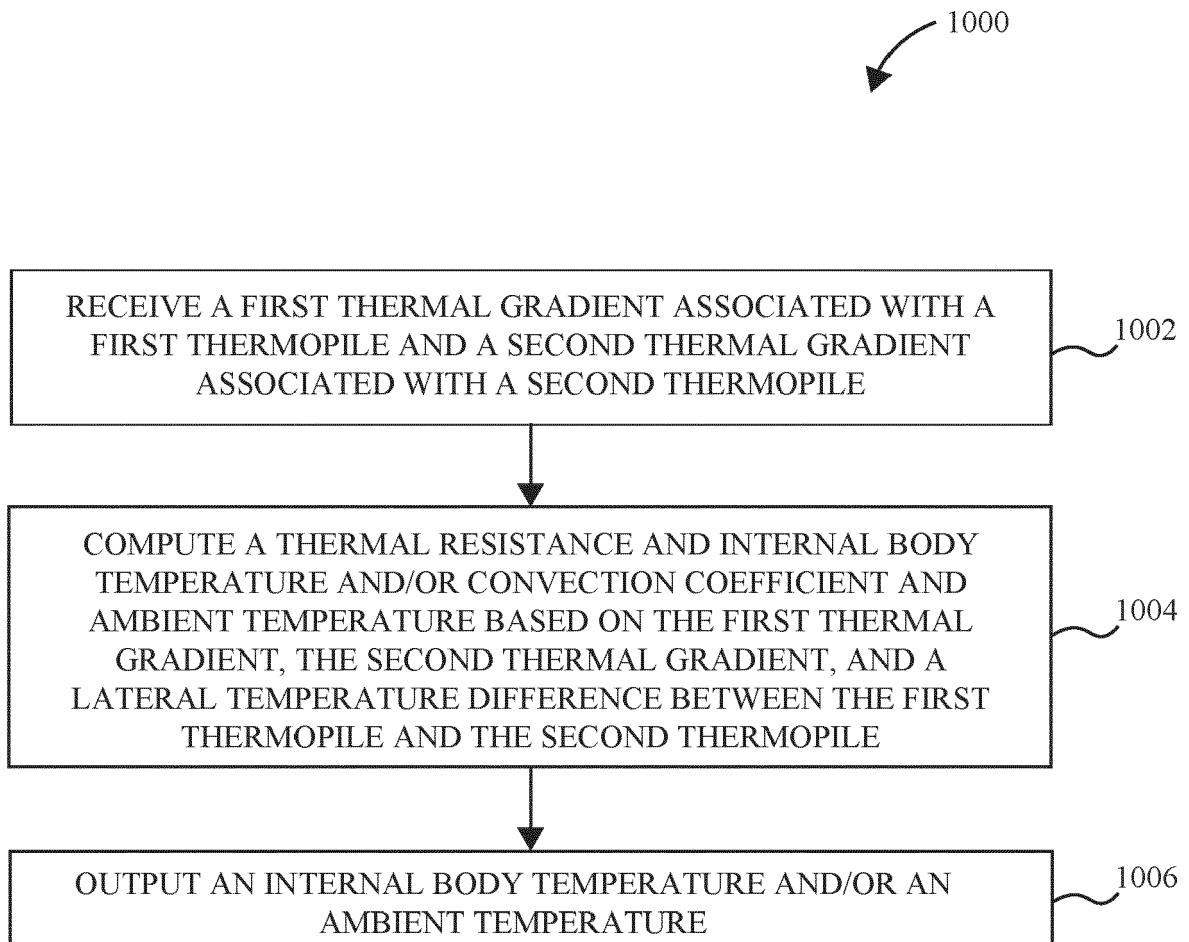 1000
RECEIVE A FIRST THERMAL GRADIENT ASSOCIATED WITH A
FIRST THERMOPILE AND A SECOND THERMAL GRADIENT
ASSOCIATED WITH A SECOND THERMOPILE
1002
COMPUTE A THERMAL RESISTANCE AND INTERNAL BODY
TEMPERATURE AND/OR CONVECTION COEFFICIENT AND
AMBIENT TEMPERATURE BASED ON THE FIRST THERMAL
GRADIENT, THE SECOND THERMAL GRADIENT, AND A
LATERAL TEMPERATURE DIFFERENCE BETWEEN THE FIRST
THERMOPILE AND THE SECOND THERMOPILE
1004
OUTPUT AN INTERNAL BODY TEMPERATURE AND/OR AN
AMBIENT TEMPERATURE
1006